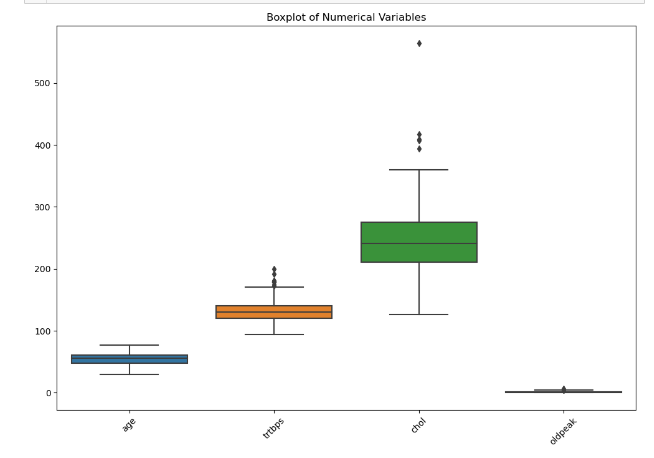 Boxplot of Numerical Variables
500
400
300
200
100
0
age
trtbps
chol
oldpeak